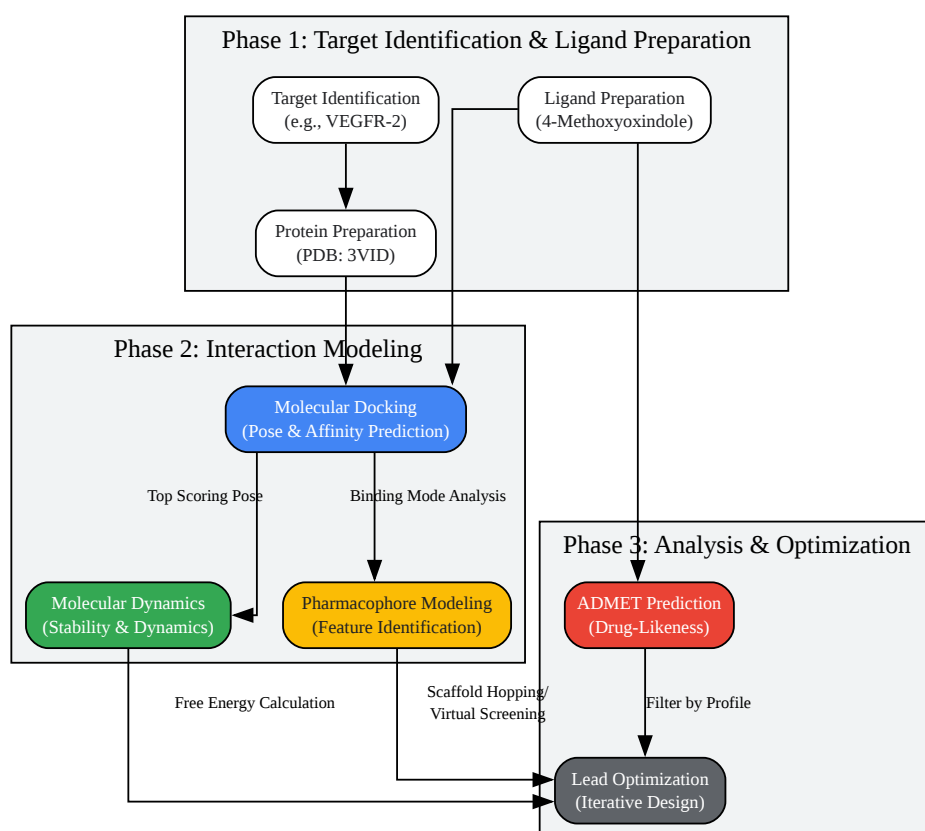 Phase 1: Target Identification & Ligand Preparation
Target Identification
(e.g., VEGFR-2)
Ligand Preparation
(4-Methoxyoxindole)
Protein Preparation
(PDB: 3VID)
Phase 2: Interaction Modeling
Molecular Docking
(Pose & Affinity Prediction)
Top Scoring Pose
Binding Mode Analysis
Phase 3: Analysis & Optimization
Molecular Dynamics
(Stability & Dynamics)
Pharmacophore Modeling
(Feature Identification)
ADMET Prediction
(Drug-Likeness)
Free Energy Calculation
Scaffold Hopping/
Virtual Screening
Filter by Profile
Lead Optimization
(Iterative Design)